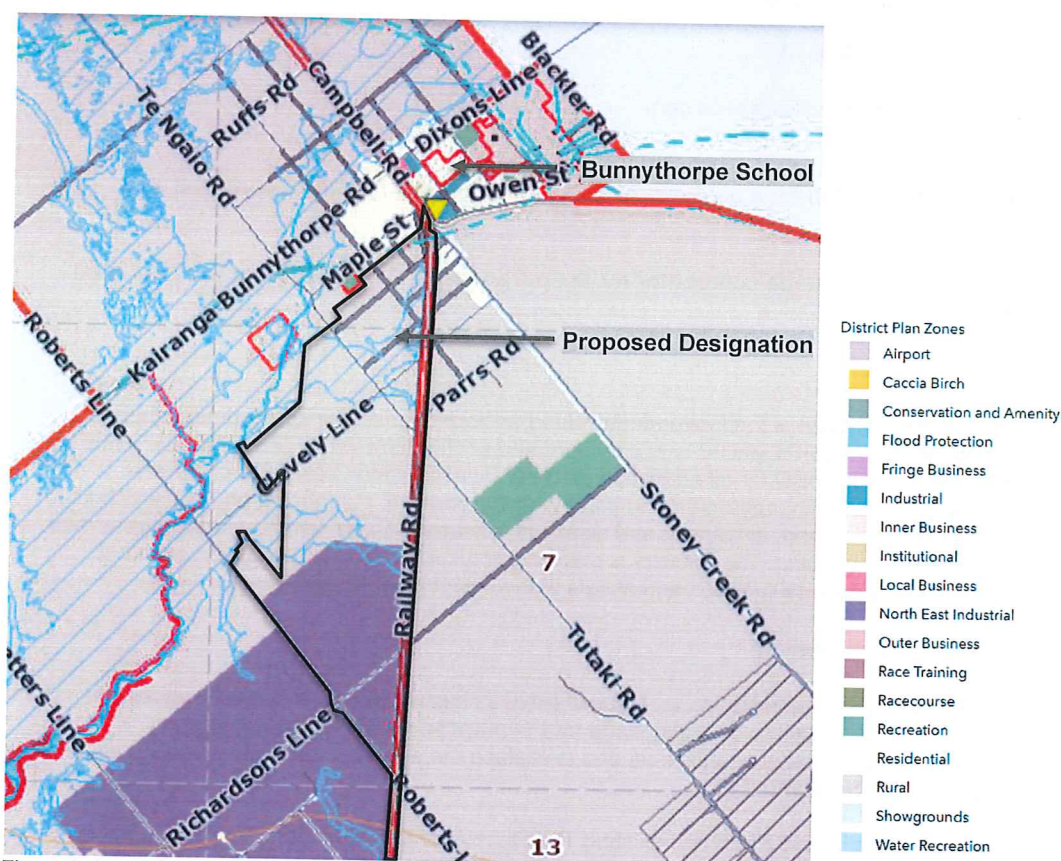 Blackler Rd
Campbell Rd
Dixons Line
Ruffs Rd
Te Ngaio Rd
Bunnythorpe School
Owen St
Kairanga Bunnythorpe Rd
Maple St
Roberts Line
Proposed Designation
Parrs Rd
Clevely Line
Stoney Creek Rd
Railway Rd
7
Tutaki Rd
etters Line
Richardsons Line
Roberts L
13
District Plan Zones
Airport
Caccia Birch
Conservation and Amenity
Flood Protection
Fringe Business
Industrial
Inner Business
Institutional
Local Business
North East Industrial
Outer Business
Race Training
Racecourse
Recreation
Residential
Rural
Showgrounds
Water Recreation